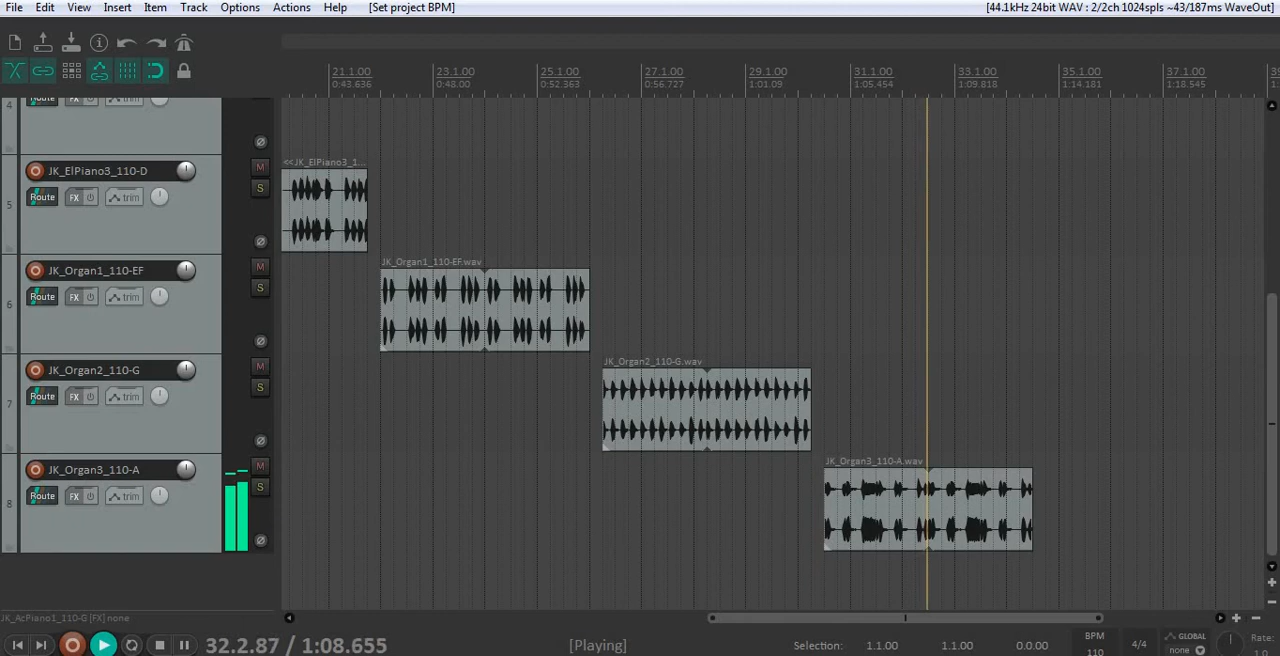 File Edit View Insert Item Track Options Actions Help [Set project BPM] [44.1kHz 24bit WAV : 2/2ch 1024spls ~43/187ms WaveOut]
21.1.00 23.1.00 25.1.00 27.1.00 29.1.00 31.1.00 33.1.00 35.1.00 37.1.00
0:43.636 0:48.00 0:52.363 0:56.727 1:01.09 1:05.454 1:09.818 1:14.181 1:18.545
4 Route FX trim
<<JK_ElPiano3_1...
JK_ElPiano3_110-D M
Route FX trim S
5
JK_Organ1_110-EF.wav
JK_Organ1_110-EF M
Route FX trim S
6
JK_Organ2_110-G.wav
JK_Organ2_110-G M
Route FX trim S
7
JK_Organ3_110-A.wav
JK_Organ3_110-A M
Route FX trim S
8
JK_AcPiano1_110-G [FX] none
32.2.87 / 1:08.655 [Playing] Selection: 1.1.00 1.1.00 0.0.00 BPM 110 4/4 GLOBAL none Rate: 1.0